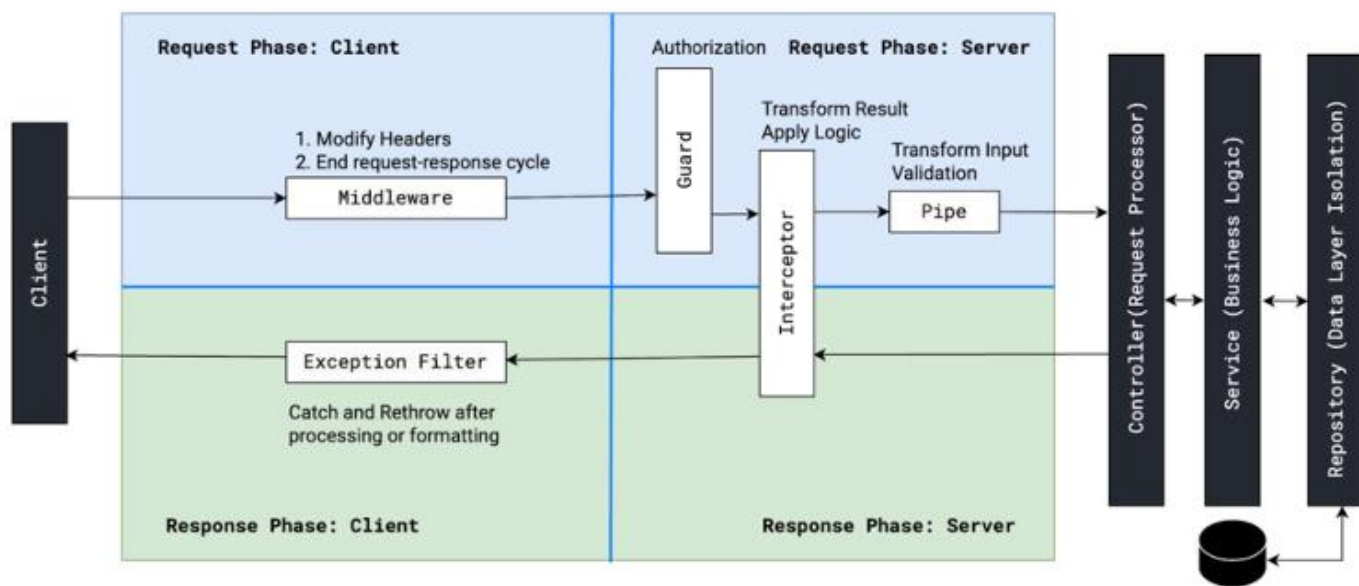 Request Phase: Client
Authorization
Request Phase: Server
1. Modify Headers
2. End request-response cycle
Middleware
Guard
Transform Result
Apply Logic
Interceptor
Transform Input
Validation
Pipe
Client
Controller(Request Processor)
Service (Business Logic)
Repository (Data Layer Isolation)
Exception Filter
Catch and Rethrow after
processing or formatting
Response Phase: Client
Response Phase: Server